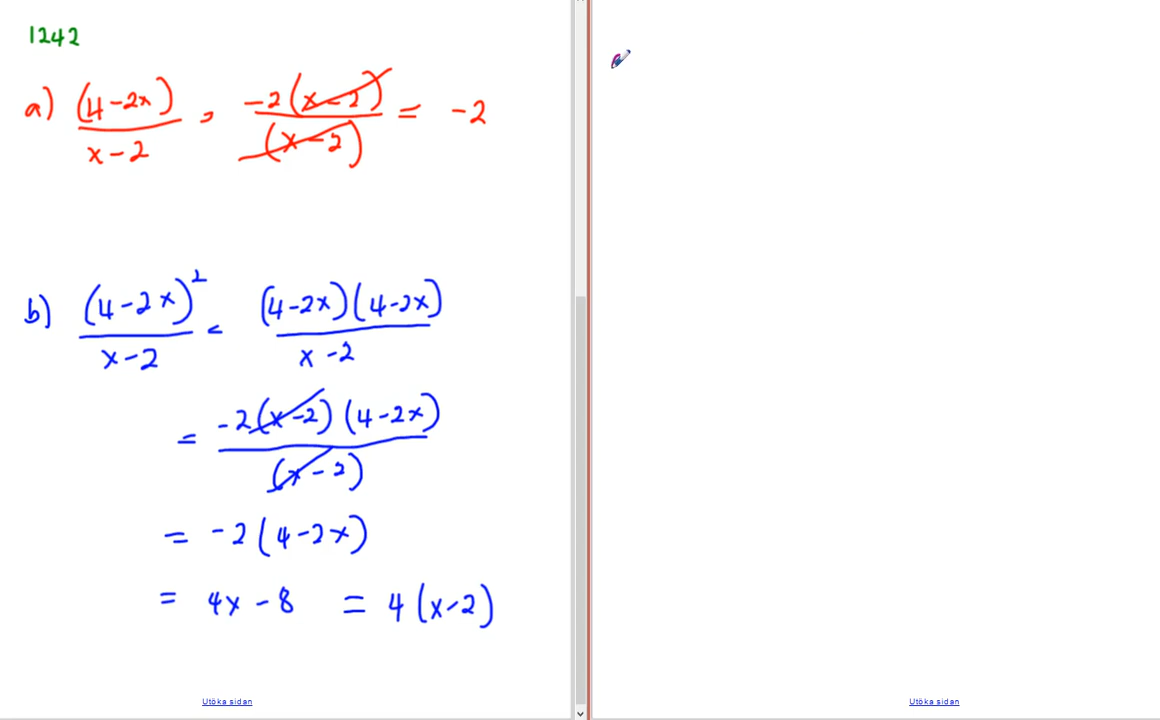 1242
a) (4-2x)/(x-2) = -2(x-2)/(x-2) = -2
b) (4-2x)²/(x-2) = (4-2x)(4-2x)/(x-2)
= -2(x-2)(4-2x)/(x-2)
= -2(4-2x)
= 4x-8 = 4(x-2)
Utöka sidan Utöka sidan